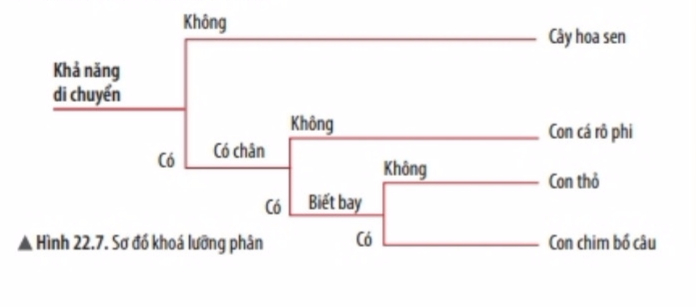 Không
Cây hoa sen
Khả năng
di chuyển
Không
Con cá rô phi
Có
Có chân
Không
Con thỏ
Có
Biết bay
Có
Con chim bồ câu
▲ Hình 22.7. Sơ đồ khoá lưỡng phân